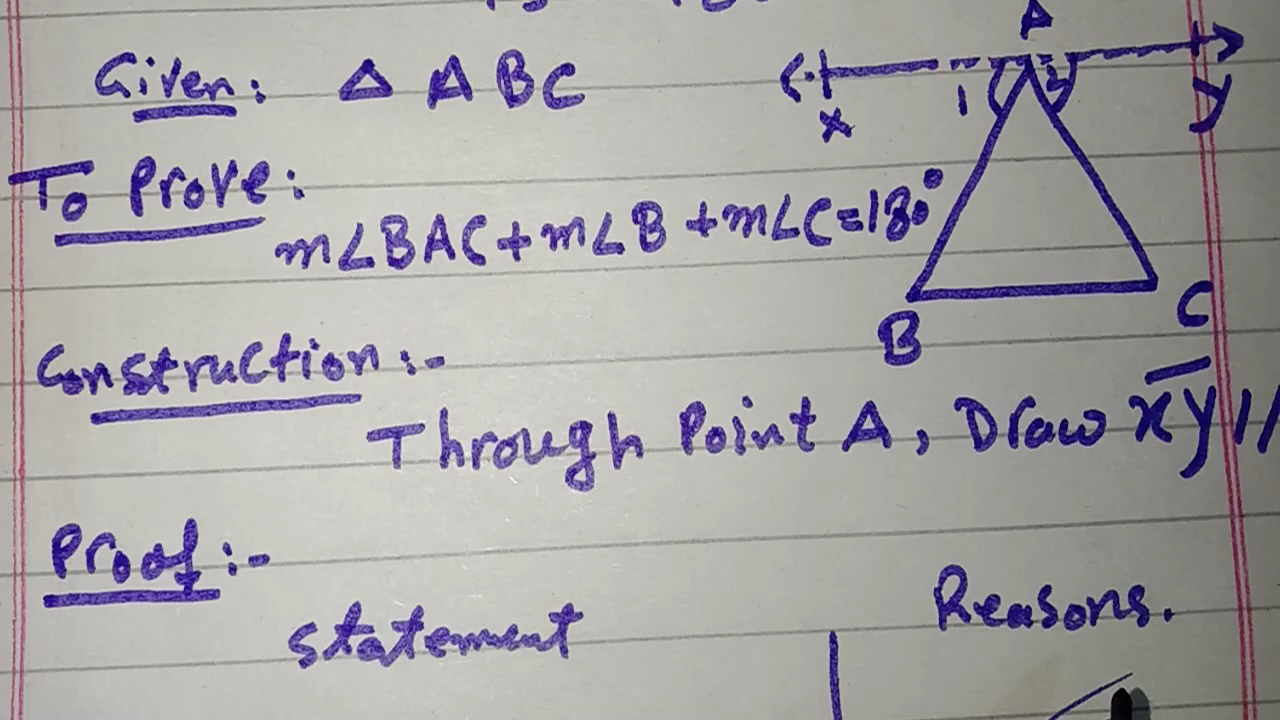 A
Given: Δ ABC
1 2
x y
To Prove:
m∠BAC+m∠B+m∠C=180°
B C
Construction:-
Through Point A, Draw xy //
Proof:-
statement Reasons.